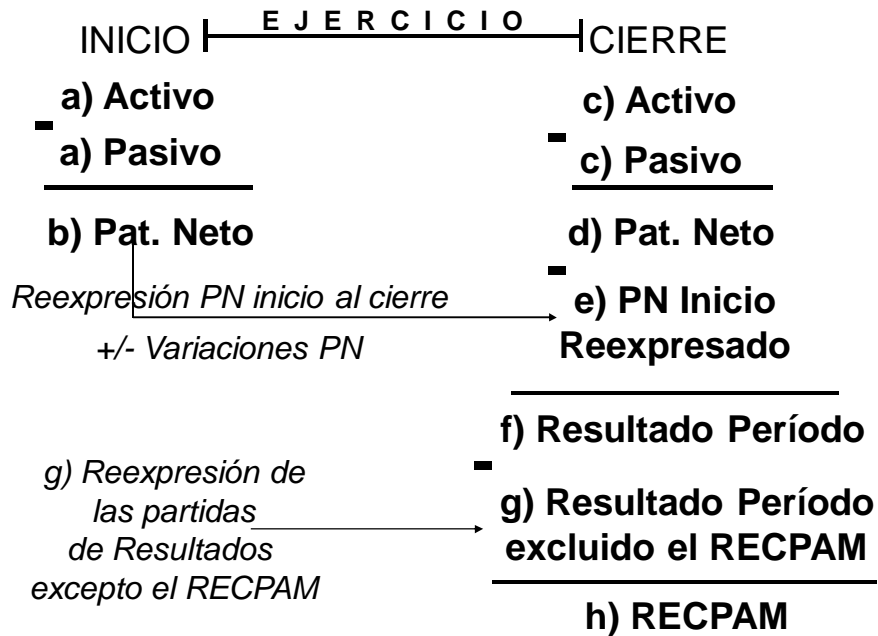 E J E R C I C I O
INICIO CIERRE
a) Activo
- a) Pasivo
b) Pat. Neto
Reexpresión PN inicio al cierre
+/- Variaciones PN
c) Activo
- c) Pasivo
d) Pat. Neto
- e) PN Inicio
Reexpresado
f) Resultado Período
g) Reexpresión de
las partidas
de Resultados
excepto el RECPAM
- g) Resultado Período
excluido el RECPAM
h) RECPAM